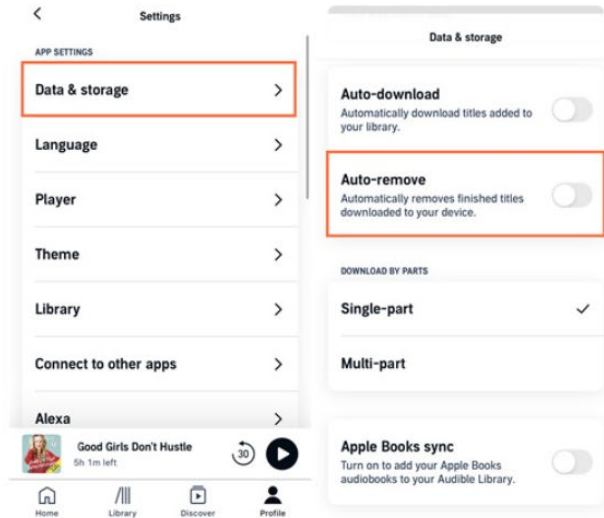 Settings
APP SETTINGS
Data & storage
Language
Player
Theme
Library
Connect to other apps
Alexa
Good Girls Don't Hustle
5h 1m left
30
Home
Library
Discover
Profile
Data & storage
Auto-download
Automatically download titles added to
your library.
Auto-remove
Automatically removes finished titles
downloaded to your device.
DOWNLOAD BY PARTS
Single-part
Multi-part
Apple Books sync
Turn on to add your Apple Books
audiobooks to your Audible Library.